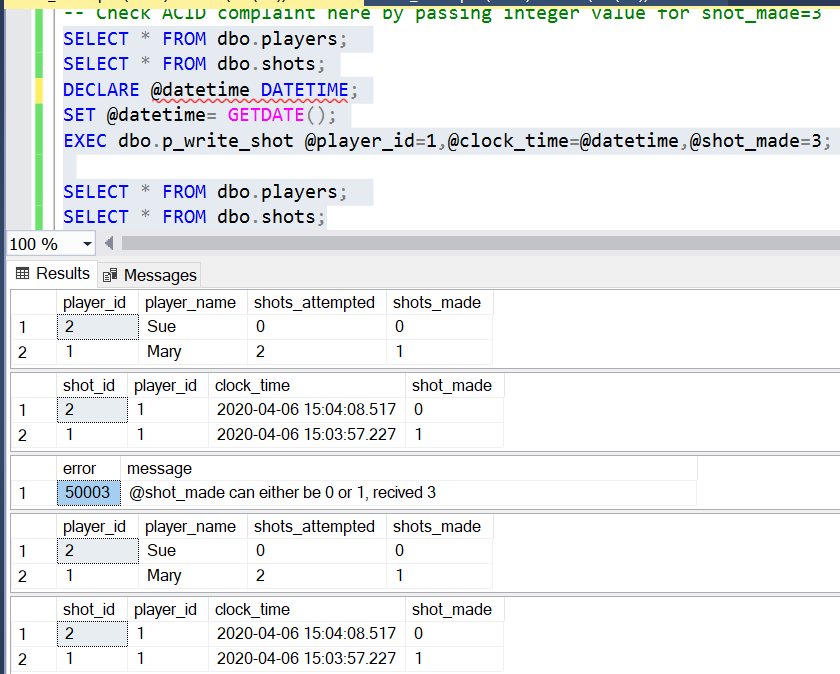 -- Check ACID complaint here by passing integer value for shot_made=3
SELECT * FROM dbo.players;
SELECT * FROM dbo.shots;
DECLARE @datetime DATETIME;
SET @datetime= GETDATE();
EXEC dbo.p_write_shot @player_id=1,@clock_time=@datetime,@shot_made=3;
SELECT * FROM dbo.players;
SELECT * FROM dbo.shots;
100 %
Results Messages
player_id player_name shots_attempted shots_made
1 2 Sue 0 0
2 1 Mary 2 1
shot_id player_id clock_time shot_made
1 2 1 2020-04-06 15:04:08.517 0
2 1 1 2020-04-06 15:03:57.227 1
error message
1 50003 @shot_made can either be 0 or 1, recived 3
player_id player_name shots_attempted shots_made
1 2 Sue 0 0
2 1 Mary 2 1
shot_id player_id clock_time shot_made
1 2 1 2020-04-06 15:04:08.517 0
2 1 1 2020-04-06 15:03:57.227 1